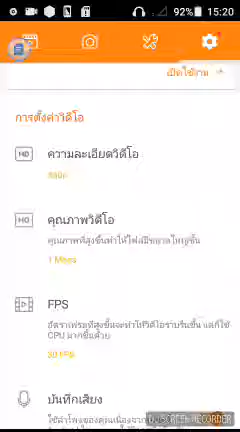 92% 15:20
เปิดใช้งาน
การตั้งค่าวิดีโอ
ความละเอียดวิดีโอ
คุณภาพวิดีโอ
คุณภาพที่สูงขึ้นทำให้ไฟล์มีขนาดใหญ่ขึ้น
1 Mbps
FPS
อัตราเฟรมที่สูงขึ้นจะทำให้วิดีโอราบรื่นขึ้น แต่ก็ใช้
CPU มากขึ้นด้วย
30 FPS
บันทึกเสียง
SCREEN RECORDER